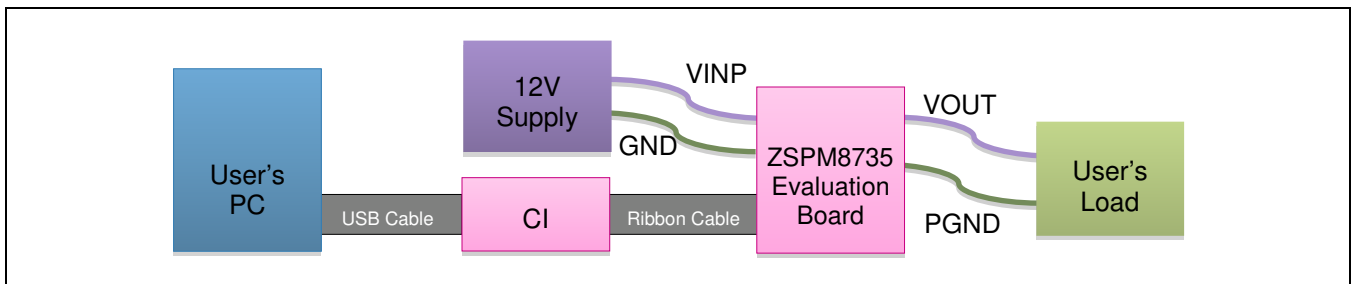 User's
PC
USB Cable
12V
Supply
CI
Ribbon Cable
VINP
GND
ZSPM8735
Evaluation
Board
VOUT
PGND
User's
Load